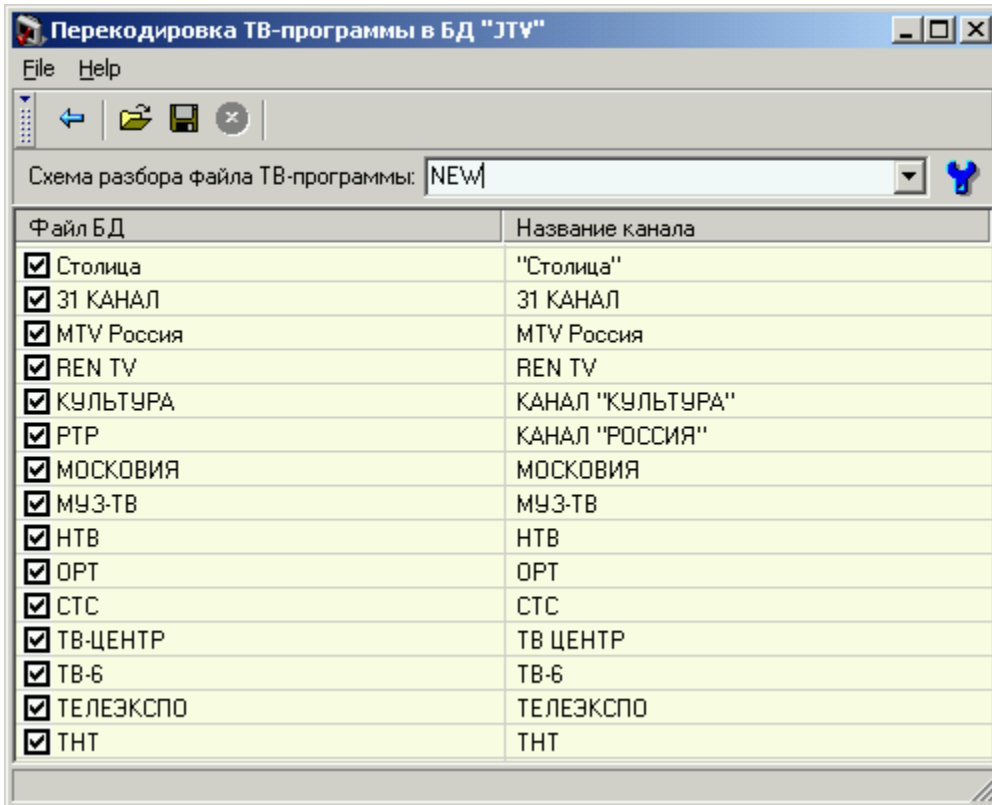 Перекодировка ТВ-программы в БД "JTV"
File Help
Схема разбора файла ТВ-программы: NEW
Файл БД Название канала
Столица "Столица"
31 КАНАЛ 31 КАНАЛ
MTV Россия MTV Россия
REN TV REN TV
КУЛЬТУРА КАНАЛ "КУЛЬТУРА"
РТР КАНАЛ "РОССИЯ"
МОСКОВИЯ МОСКОВИЯ
МУЗ-ТВ МУЗ-ТВ
НТВ НТВ
ОРТ ОРТ
СТС СТС
ТВ-ЦЕНТР ТВ ЦЕНТР
ТВ-6 ТВ-6
ТЕЛЕЭКСПО ТЕЛЕЭКСПО
ТНТ ТНТ